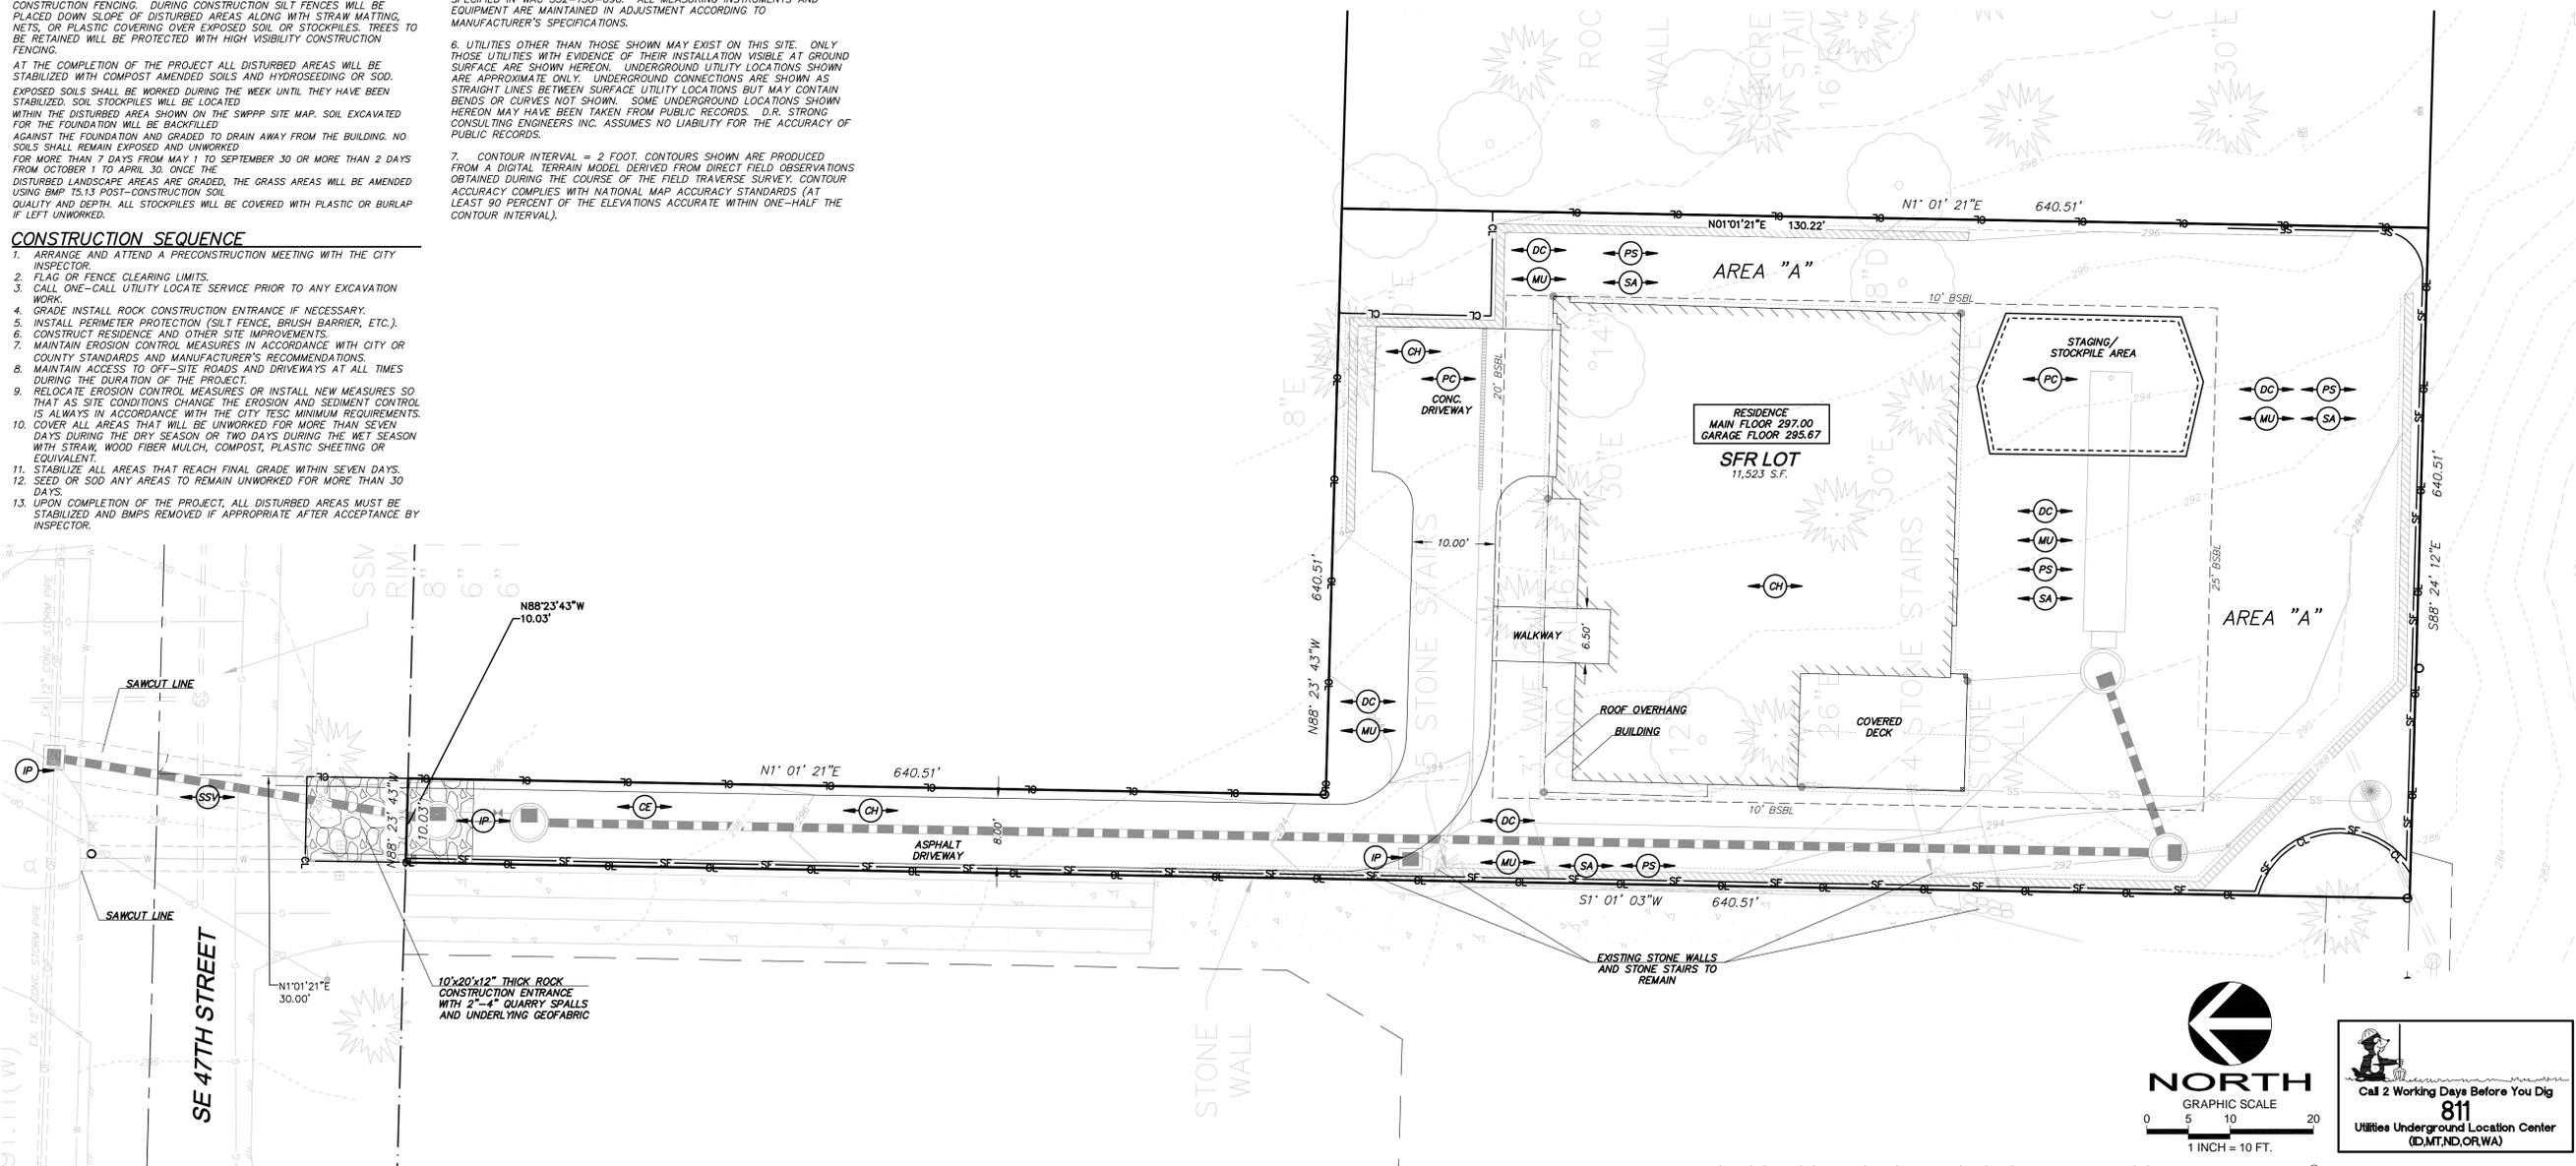 CONSTRUCTION FENCING.  DURING CONSTRUCTION SILT FENCES WILL BE
PLACED DOWN SLOPE OF DISTURBED AREAS ALONG WITH STRAW MATTING,
NETS, OR PLASTIC COVERING OVER EXPOSED SOIL OR STOCKPILES. TREES TO
BE RETAINED WILL BE PROTECTED WITH HIGH VISIBILITY CONSTRUCTION
FENCING.
AT THE COMPLETION OF THE PROJECT ALL DISTURBED AREAS WILL BE
STABILIZED WITH COMPOST AMENDED SOILS AND HYDROSEEDING OR SOD.
EXPOSED SOILS SHALL BE WORKED DURING THE WEEK UNTIL THEY HAVE BEEN
STABILIZED. SOIL STOCKPILES WILL BE LOCATED
WITHIN THE DISTURBED AREA SHOWN ON THE SWPPP SITE MAP. SOIL EXCAVATED
FOR THE FOUNDATION WILL BE BACKFILLED
AGAINST THE FOUNDATION AND GRADED TO DRAIN AWAY FROM THE BUILDING. NO
SOILS SHALL REMAIN EXPOSED AND UNWORKED
FOR MORE THAN 7 DAYS FROM MAY 1 TO SEPTEMBER 30 OR MORE THAN 2 DAYS
FROM OCTOBER 1 TO APRIL 30. ONCE THE
DISTURBED LANDSCAPE AREAS ARE GRADED, THE GRASS AREAS WILL BE AMENDED
USING BMP T5.13 POST-CONSTRUCTION SOIL
QUALITY AND DEPTH. ALL STOCKPILES WILL BE COVERED WITH PLASTIC OR BURLAP
IF LEFT UNWORKED.
CONSTRUCTION SEQUENCE
1. ARRANGE AND ATTEND A PRECONSTRUCTION MEETING WITH THE CITY
INSPECTOR.
2. FLAG OR FENCE CLEARING LIMITS.
3. CALL ONE-CALL UTILITY LOCATE SERVICE PRIOR TO ANY EXCAVATION
WORK.
4. GRADE INSTALL ROCK CONSTRUCTION ENTRANCE IF NECESSARY.
5. INSTALL PERIMETER PROTECTION (SILT FENCE, BRUSH BARRIER, ETC.).
6. CONSTRUCT RESIDENCE AND OTHER SITE IMPROVEMENTS.
7. MAINTAIN EROSION CONTROL MEASURES IN ACCORDANCE WITH CITY OR
COUNTY STANDARDS AND MANUFACTURER'S RECOMMENDATIONS.
8. MAINTAIN ACCESS TO OFF-SITE ROADS AND DRIVEWAYS AT ALL TIMES
DURING THE DURATION OF THE PROJECT.
9. RELOCATE EROSION CONTROL MEASURES OR INSTALL NEW MEASURES SO
THAT AS SITE CONDITIONS CHANGE THE EROSION AND SEDIMENT CONTROL
IS ALWAYS IN ACCORDANCE WITH THE CITY TESC MINIMUM REQUIREMENTS.
10. COVER ALL AREAS THAT WILL BE UNWORKED FOR MORE THAN SEVEN
DAYS DURING THE DRY SEASON OR TWO DAYS DURING THE WET SEASON
WITH STRAW, WOOD FIBER MULCH, COMPOST, PLASTIC SHEETING OR
EQUIVALENT.
11. STABILIZE ALL AREAS THAT REACH FINAL GRADE WITHIN SEVEN DAYS.
12. SEED OR SOD ANY AREAS TO REMAIN UNWORKED FOR MORE THAN 30
DAYS.
13. UPON COMPLETION OF THE PROJECT, ALL DISTURBED AREAS MUST BE
STABILIZED AND BMPS REMOVED IF APPROPRIATE AFTER ACCEPTANCE BY
INSPECTOR.
EQUIPMENT ARE MAINTAINED IN ADJUSTMENT ACCORDING TO
MANUFACTURER'S SPECIFICATIONS.
6. UTILITIES OTHER THAN THOSE SHOWN MAY EXIST ON THIS SITE.  ONLY
THOSE UTILITIES WITH EVIDENCE OF THEIR INSTALLATION VISIBLE AT GROUND
SURFACE ARE SHOWN HEREON.  UNDERGROUND UTILITY LOCATIONS SHOWN
ARE APPROXIMATE ONLY.  UNDERGROUND CONNECTIONS ARE SHOWN AS
STRAIGHT LINES BETWEEN SURFACE UTILITY LOCATIONS BUT MAY CONTAIN
BENDS OR CURVES NOT SHOWN.  SOME UNDERGROUND LOCATIONS SHOWN
HEREON MAY HAVE BEEN TAKEN FROM PUBLIC RECORDS.  D.R. STRONG
CONSULTING ENGINEERS INC. ASSUMES NO LIABILITY FOR THE ACCURACY OF
PUBLIC RECORDS.
7.   CONTOUR INTERVAL = 2 FOOT. CONTOURS SHOWN ARE PRODUCED
FROM A DIGITAL TERRAIN MODEL DERIVED FROM DIRECT FIELD OBSERVATIONS
OBTAINED DURING THE COURSE OF THE FIELD TRAVERSE SURVEY. CONTOUR
ACCURACY COMPLIES WITH NATIONAL MAP ACCURACY STANDARDS (AT
LEAST 90 PERCENT OF THE ELEVATIONS ACCURATE WITHIN ONE-HALF THE
CONTOUR INTERVAL).
N1° 01' 21"E 640.51'
N01°01'21"E 130.22'
AREA "A"
DC PS
MU SA
10' BSBL
20' BSBL
CH
PC
CONC.
DRIVEWAY
RESIDENCE
MAIN FLOOR 297.00
GARAGE FLOOR 295.67
SFR LOT
11,523 S.F.
STAGING/
STOCKPILE AREA
PC
DC PS
MU SA
DC
MU
PS
SA
25' BSBL
AREA "A"
S88° 24' 12"E 640.51'
10.00'
CH
WALKWAY
6.50'
ROOF OVERHANG
BUILDING
COVERED
DECK
10' BSBL
N88° 23' 43"W 640.51'
DC
MU
N88°23'43"W
10.03'
SAWCUT LINE
IP
SSV
N88° 23' 43"W
10.03'
IP
CE
CH
N1° 01' 21"E 640.51'
8.00'
ASPHALT
DRIVEWAY
IP
DC
MU SA PS
S1° 01' 03"W 640.51'
SAWCUT LINE
SE 47TH STREET
N1°01'21"E
30.00'
10'x20'x12" THICK ROCK
CONSTRUCTION ENTRANCE
WITH 2"-4" QUARRY SPALLS
AND UNDERLYING GEOFABRIC
EXISTING STONE WALLS
AND STONE STAIRS TO
REMAIN
STONE
WALL
NORTH
GRAPHIC SCALE
0 5 10 20
1 INCH = 10 FT.
Call 2 Working Days Before You Dig
811
Utilities Underground Location Center
(ID,MT,ND,OR,WA)